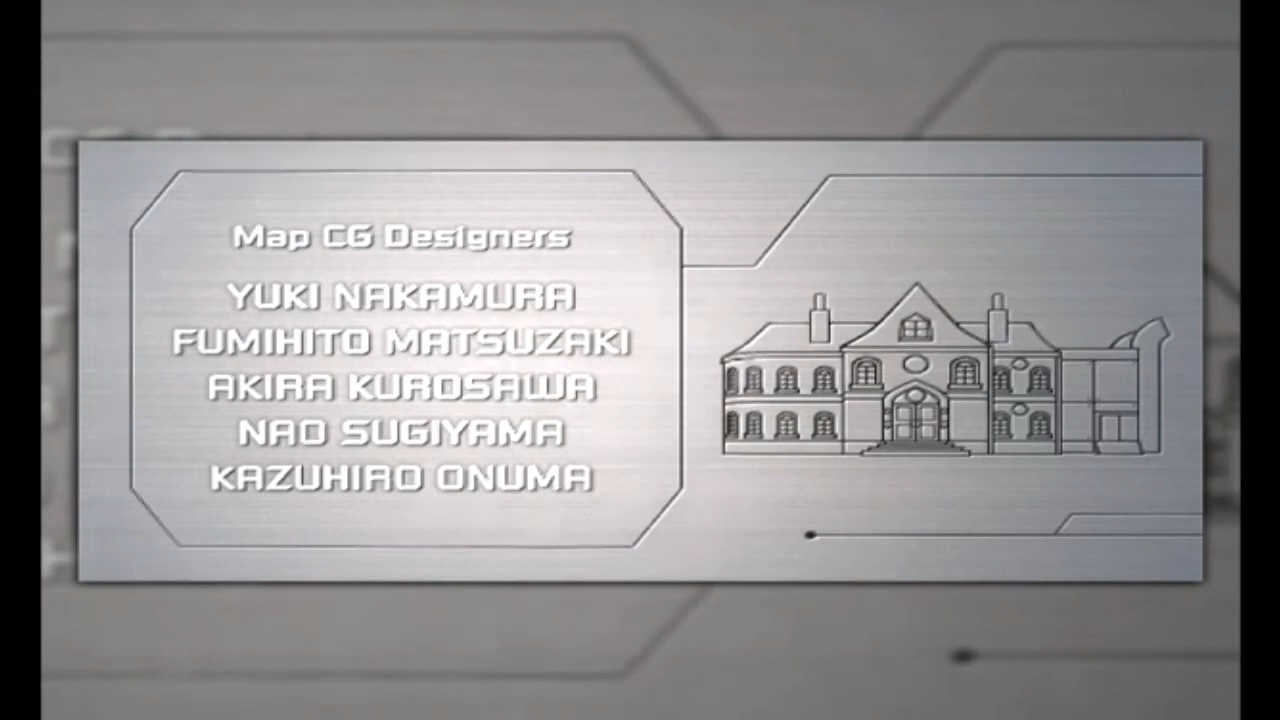 Map CG Designers
YUKI NAKAMURA
FUMIHITO MATSUZAKI
AKIRA KUROSAWA
NAO SUGIYAMA
KAZUHIRO ONUMA